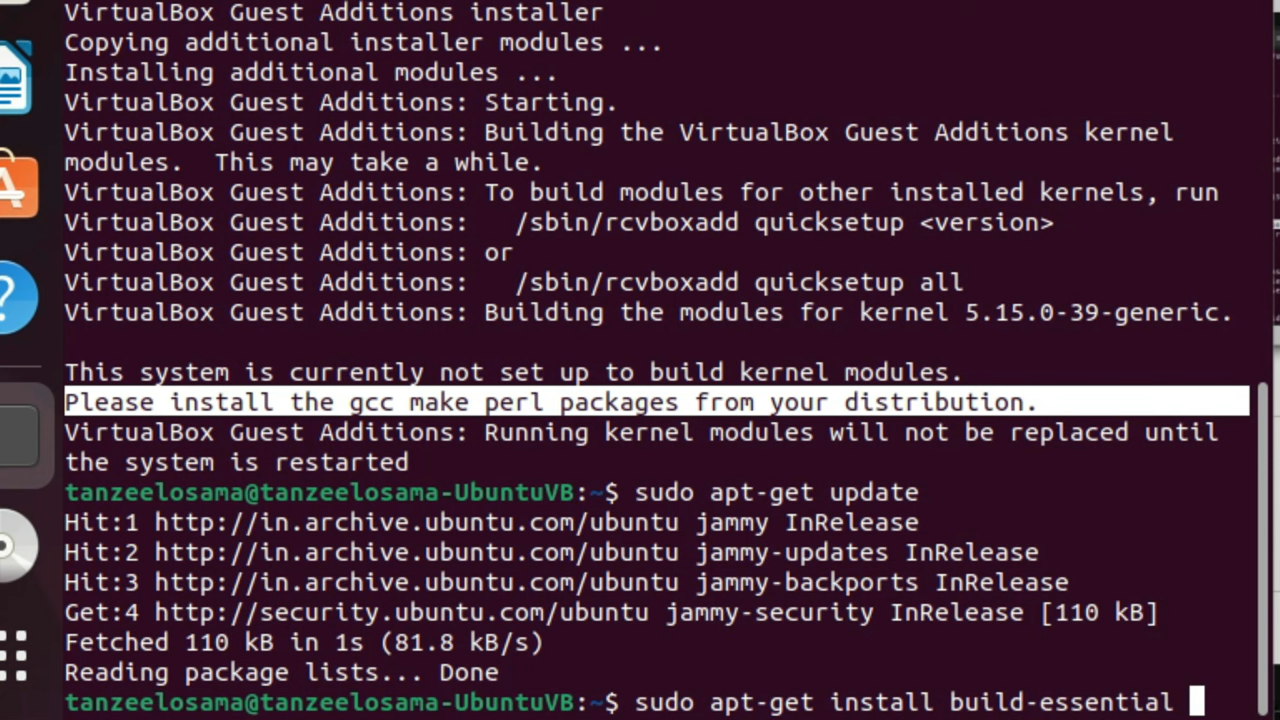 VirtualBox Guest Additions installer
Copying additional installer modules ...
Installing additional modules ...
VirtualBox Guest Additions: Starting.
VirtualBox Guest Additions: Building the VirtualBox Guest Additions kernel
modules.  This may take a while.
VirtualBox Guest Additions: To build modules for other installed kernels, run
VirtualBox Guest Additions:   /sbin/rcvboxadd quicksetup <version>
VirtualBox Guest Additions: or
VirtualBox Guest Additions:   /sbin/rcvboxadd quicksetup all
VirtualBox Guest Additions: Building the modules for kernel 5.15.0-39-generic.
This system is currently not set up to build kernel modules.
Please install the gcc make perl packages from your distribution.
VirtualBox Guest Additions: Running kernel modules will not be replaced until
the system is restarted
tanzeelosama@tanzeelosama-UbuntuVB:~$ sudo apt-get update
Hit:1 http://in.archive.ubuntu.com/ubuntu jammy InRelease
Hit:2 http://in.archive.ubuntu.com/ubuntu jammy-updates InRelease
Hit:3 http://in.archive.ubuntu.com/ubuntu jammy-backports InRelease
Get:4 http://security.ubuntu.com/ubuntu jammy-security InRelease [110 kB]
Fetched 110 kB in 1s (81.8 kB/s)
Reading package lists... Done
tanzeelosama@tanzeelosama-UbuntuVB:~$ sudo apt-get install build-essential